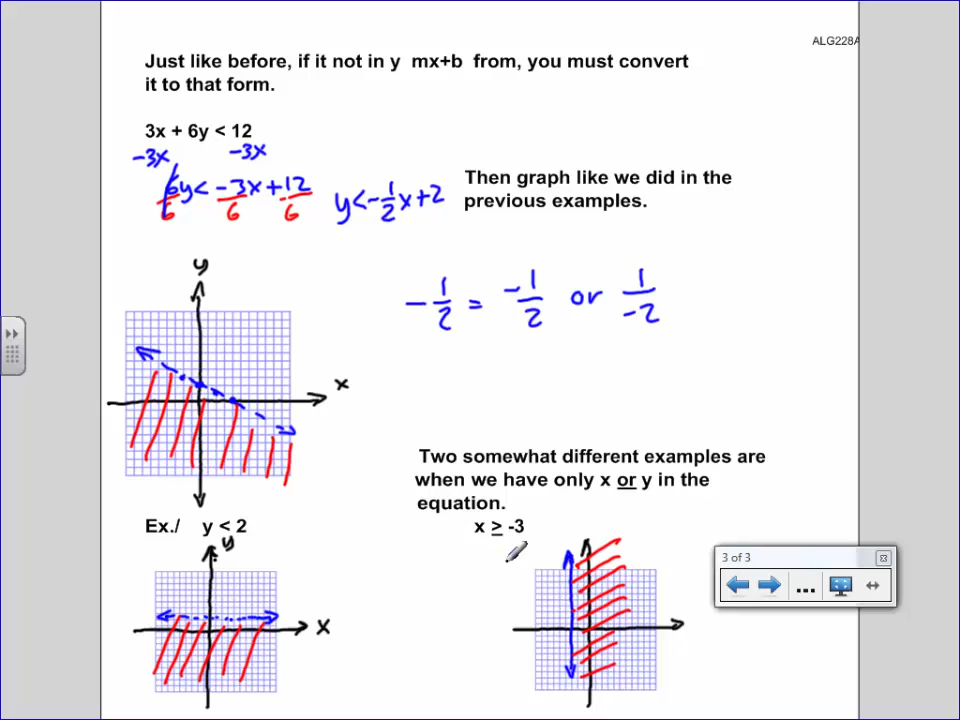 ALG228A
Just like before, if it not in y  mx+b  from, you must convert
it to that form.
3x + 6y < 12
-3x -3x
6y < -3x + 12
6 6 6
y < -1/2 x + 2
Then graph like we did in the
previous examples.
y
- 1/2 = -1/2 or 1/-2
x
Two somewhat different examples are
when we have only x or y in the
equation.
Ex./ y < 2
x ≥ -3
y
x
3 of 3
...